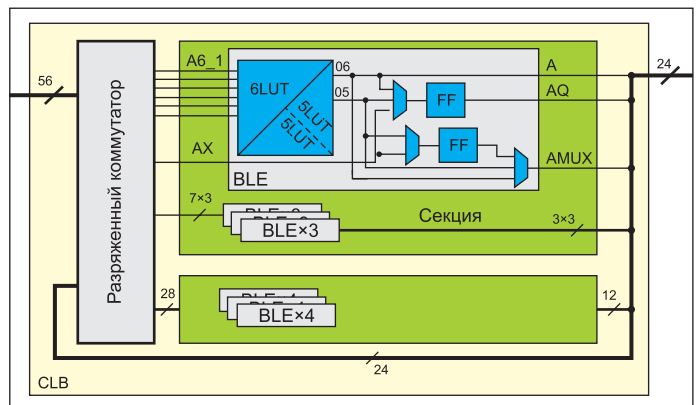 56
Разряженный коммутатор
A6_1
6LUT
5LUT
5LUT
06
05
FF
FF
A
AQ
AX
AMUX
BLE
7×3
BLE×3
Секция
3×3
24
28
BLE×4
12
24
CLB